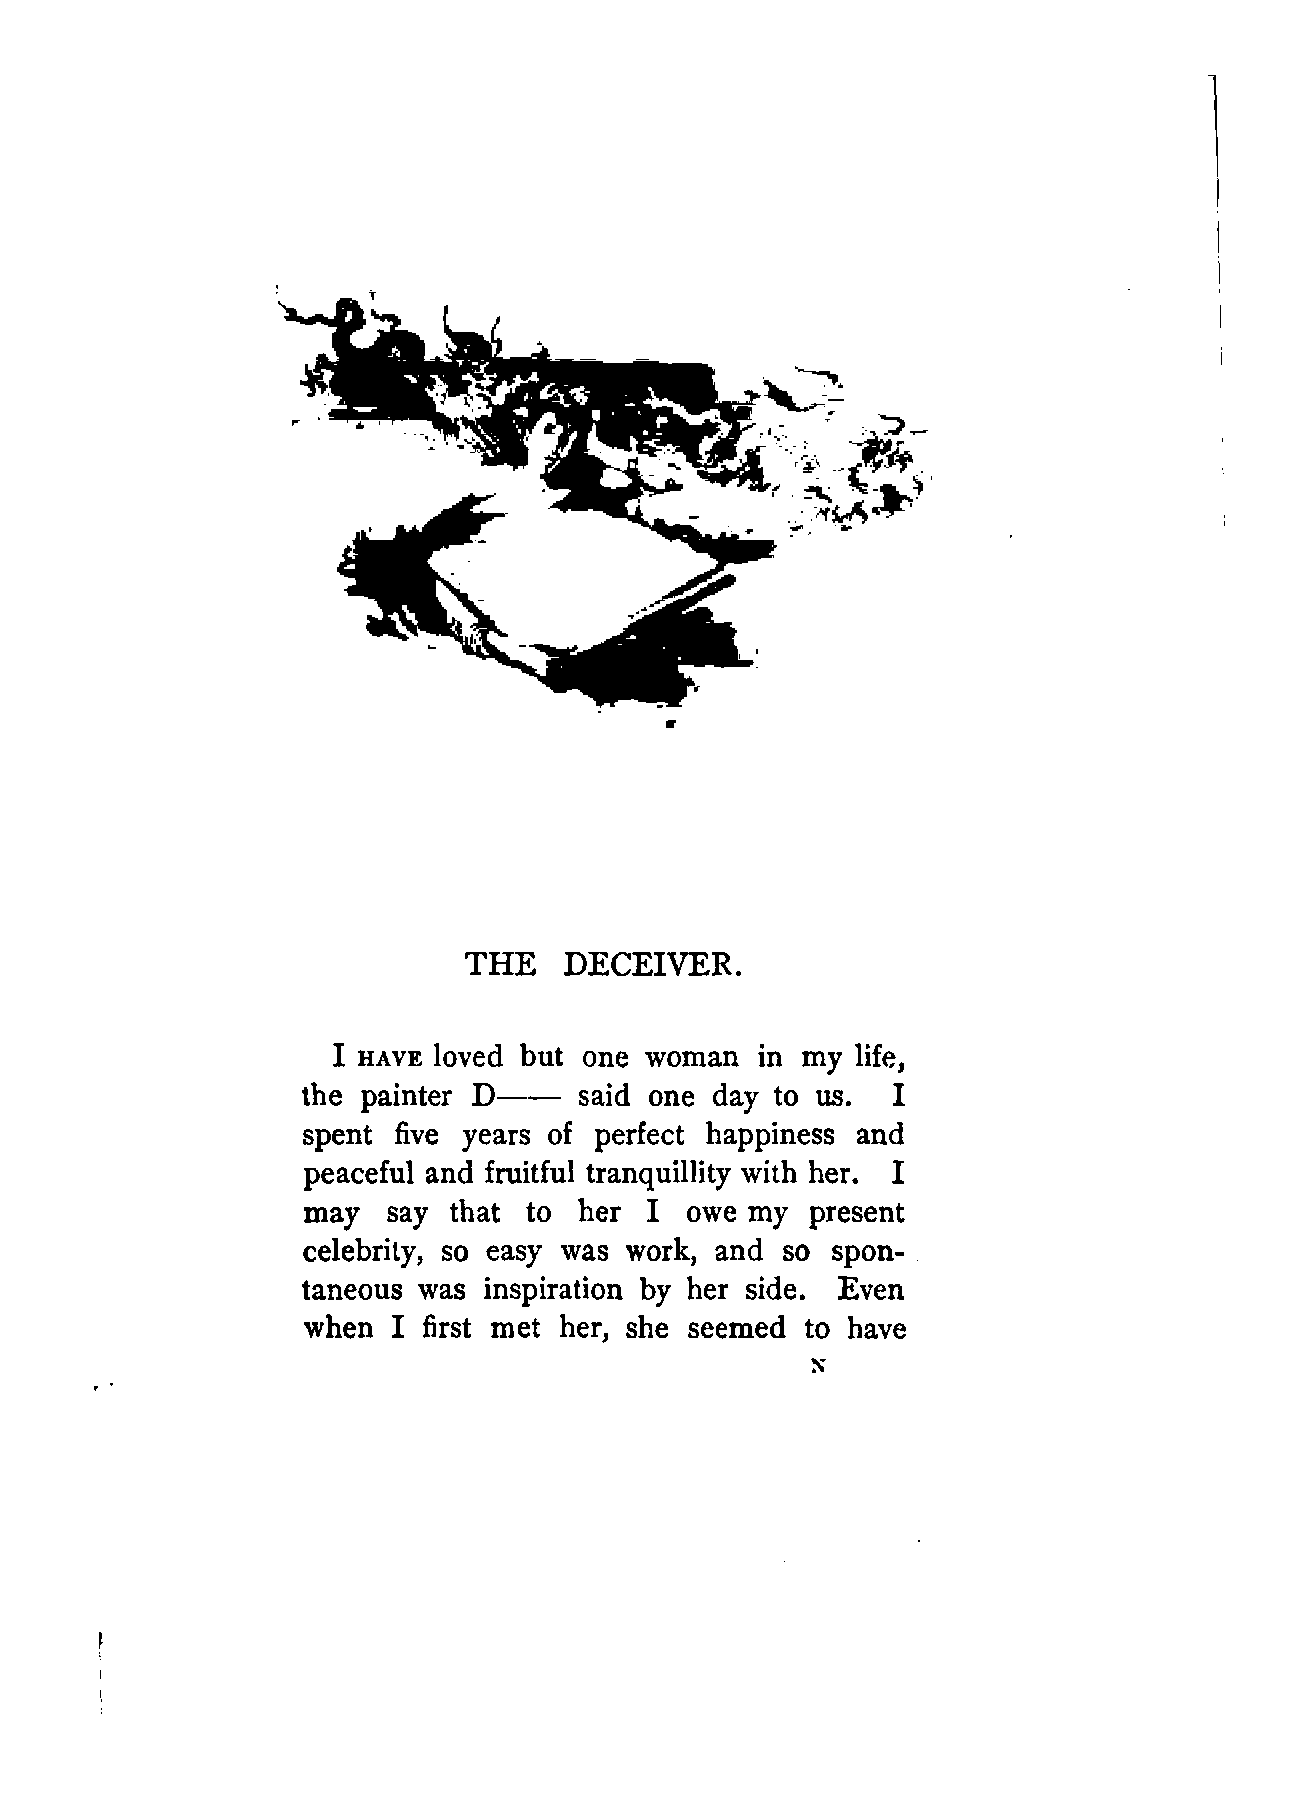 THE DECEIVER.
I HAVE loved but one woman in my life,
the painter D—— said one day to us. I
spent five years of perfect happiness and
peaceful and fruitful tranquillity with her. I
may say that to her I owe my present
celebrity, so easy was work, and so spon-
taneous was inspiration by her side. Even
when I first met her, she seemed to have
N